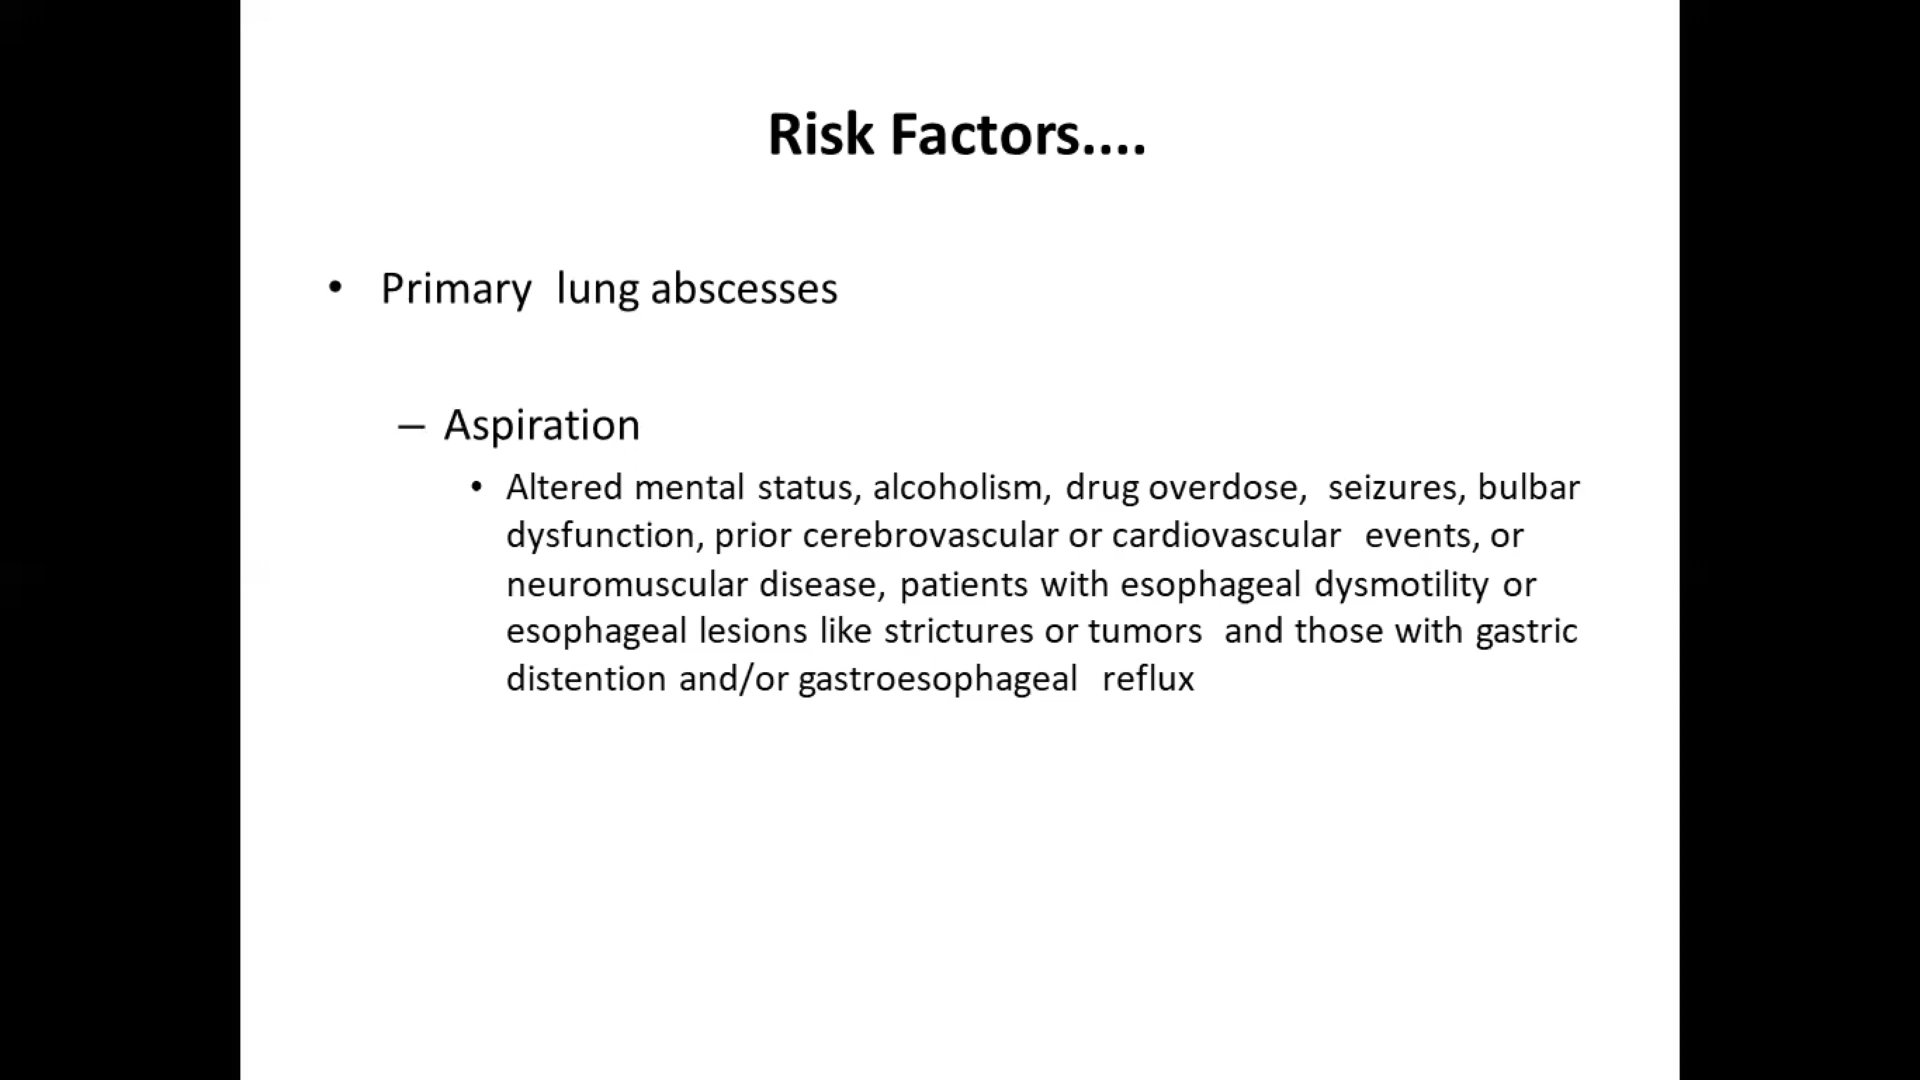 Risk Factors....
• Primary lung abscesses
– Aspiration
• Altered mental status, alcoholism, drug overdose, seizures, bulbar
dysfunction, prior cerebrovascular or cardiovascular events, or
neuromuscular disease, patients with esophageal dysmotility or
esophageal lesions like strictures or tumors and those with gastric
distention and/or gastroesophageal reflux